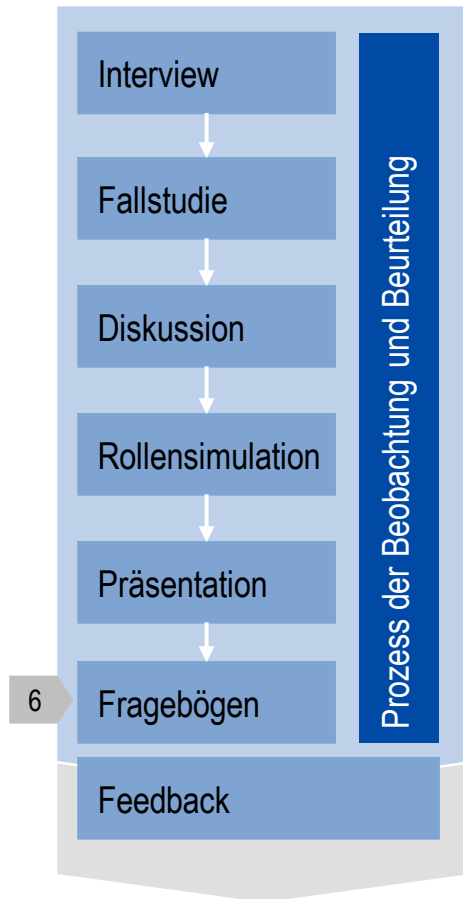 Interview
Fallstudie
Diskussion
Rollensimulation
Präsentation
6
Fragebögen
Feedback
Prozess der Beobachtung und Beurteilung